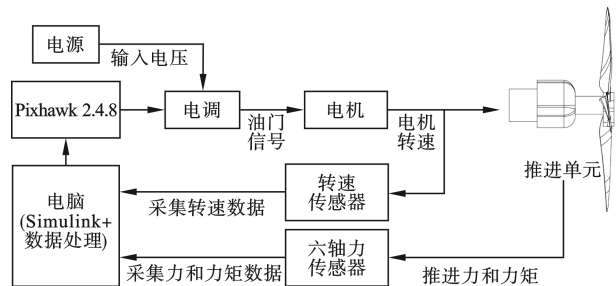 电源
输入电压
Pixhawk 2.4.8
电调
油门
信号
电机
电机
转速
推进单元
电脑
(Simulink+
数据处理)
采集转速数据
转速
传感器
采集力和力矩数据
六轴力
传感器
推进力和力矩